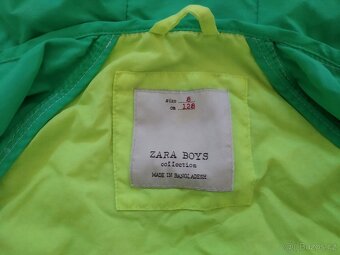 size 8
cm 128
ZARA BOYS
collection
MADE IN BANGLADESH